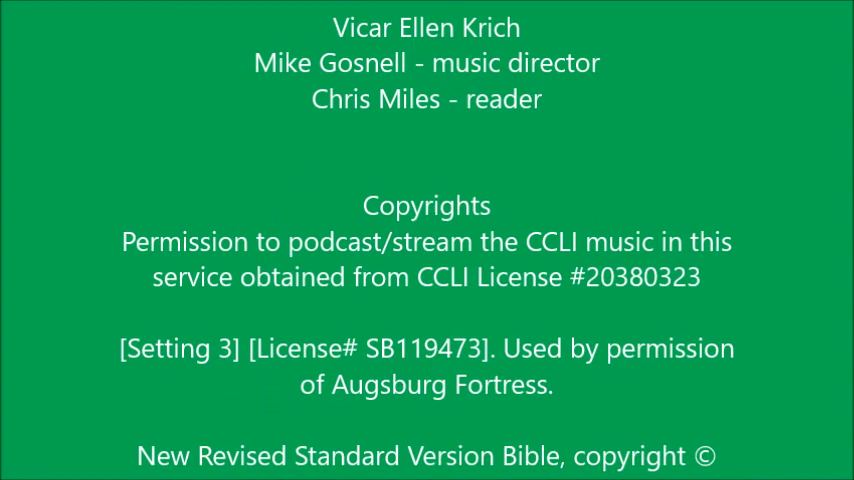 Vicar Ellen Krich
Mike Gosnell - music director
Chris Miles - reader
Copyrights
Permission to podcast/stream the CCLI music in this
service obtained from CCLI License #20380323
[Setting 3] [License# SB119473]. Used by permission
of Augsburg Fortress.
New Revised Standard Version Bible, copyright ©